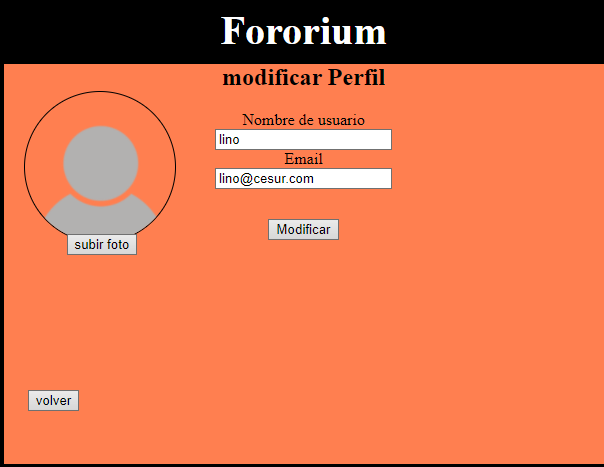 Fororium
modificar Perfil
Nombre de usuario
lino
Email
lino@cesur.com
subir foto
Modificar
volver